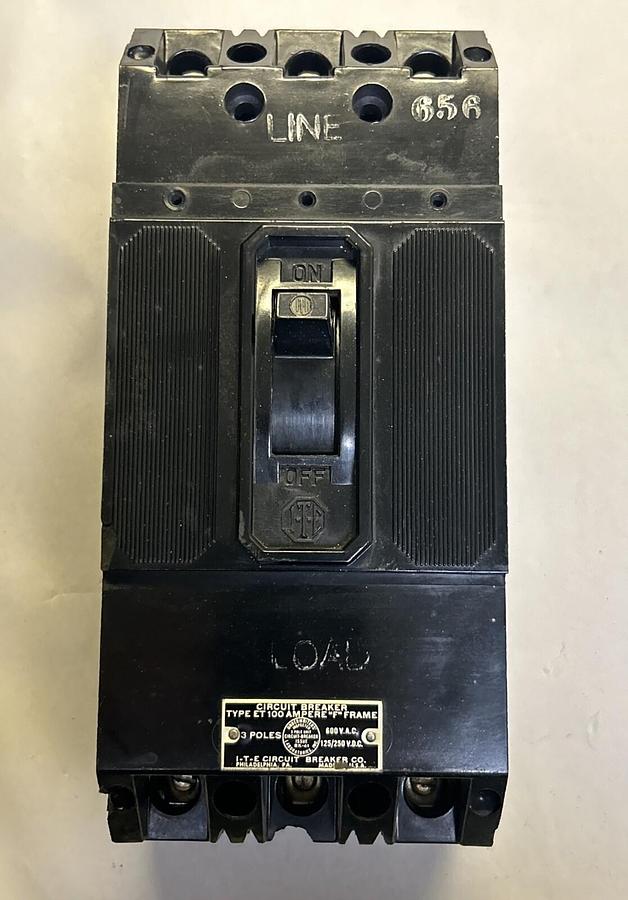 LINE
656
ON
OFF
I-T-E
LOAD
CIRCUIT BREAKER
TYPE ET 100 AMPERE "F" FRAME
3 POLES
600 V.A.C.
125/250 V.D.C.
I-T-E CIRCUIT BREAKER CO.
PHILADELPHIA, PA.